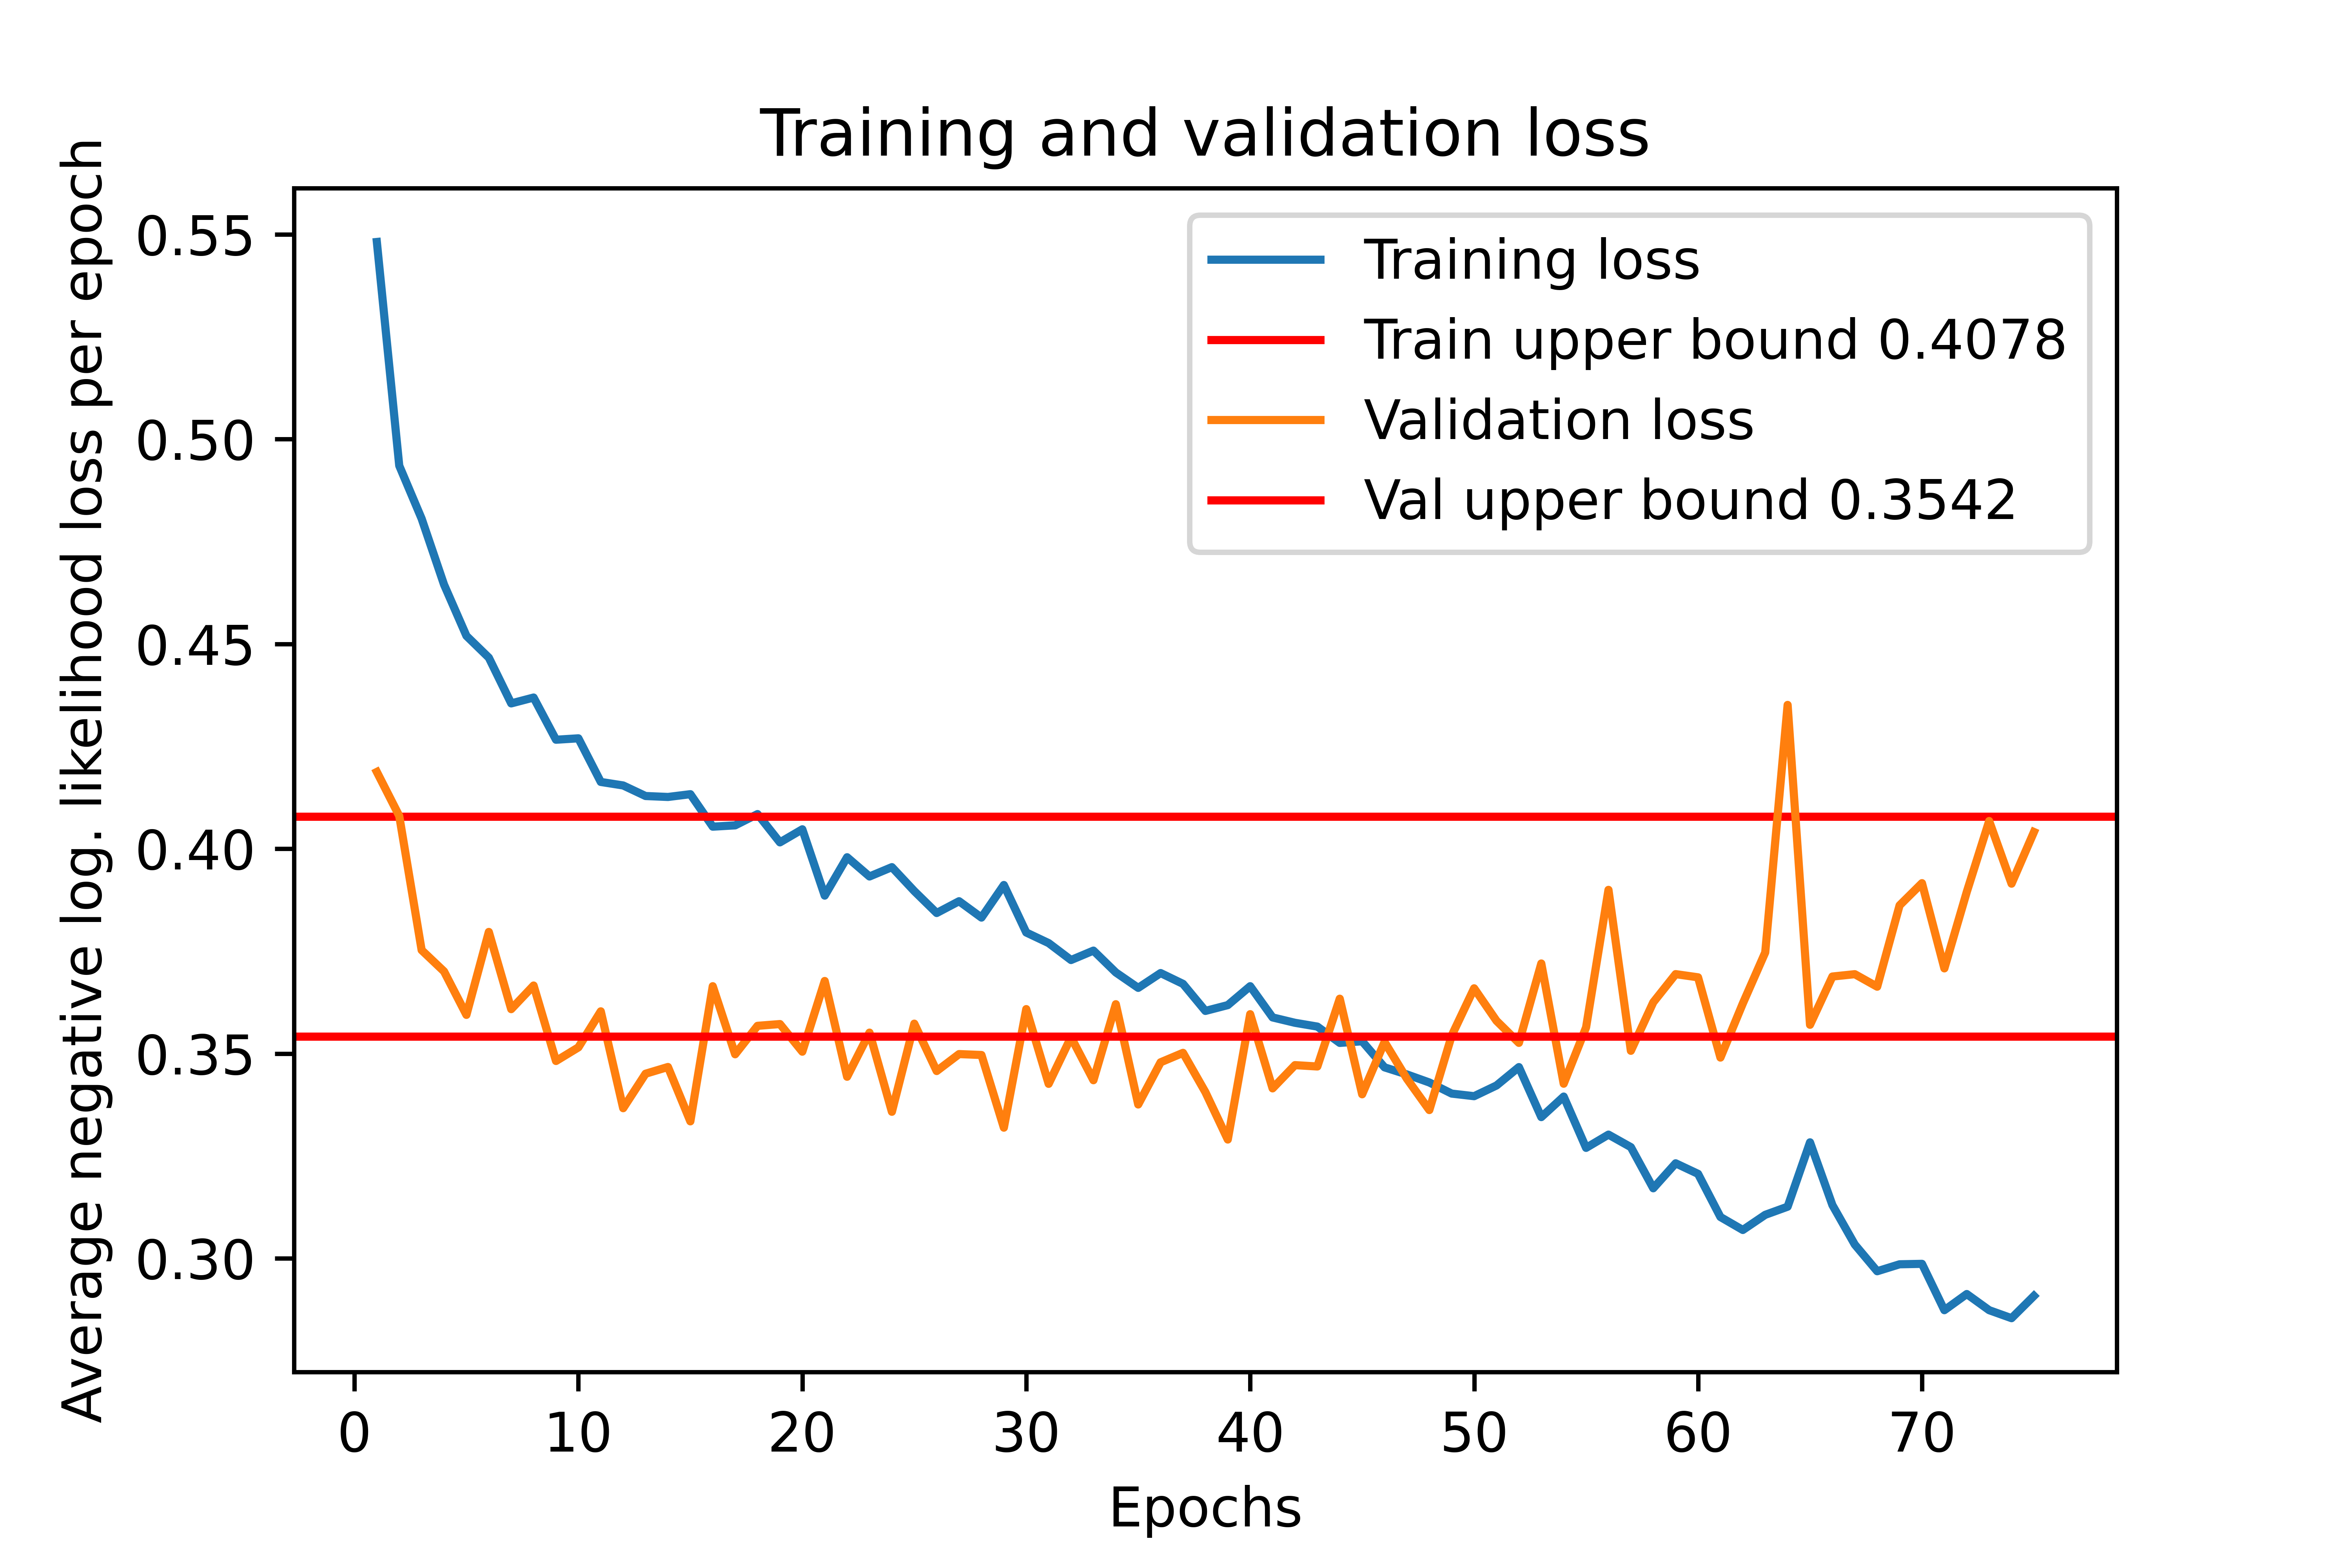 Training and validation loss
Average negative log. likelihood loss per epoch
0.55
0.50
0.45
0.40
0.35
0.30
Training loss
Train upper bound 0.4078
Validation loss
Val upper bound 0.3542
0 10 20 30 40 50 60 70
Epochs